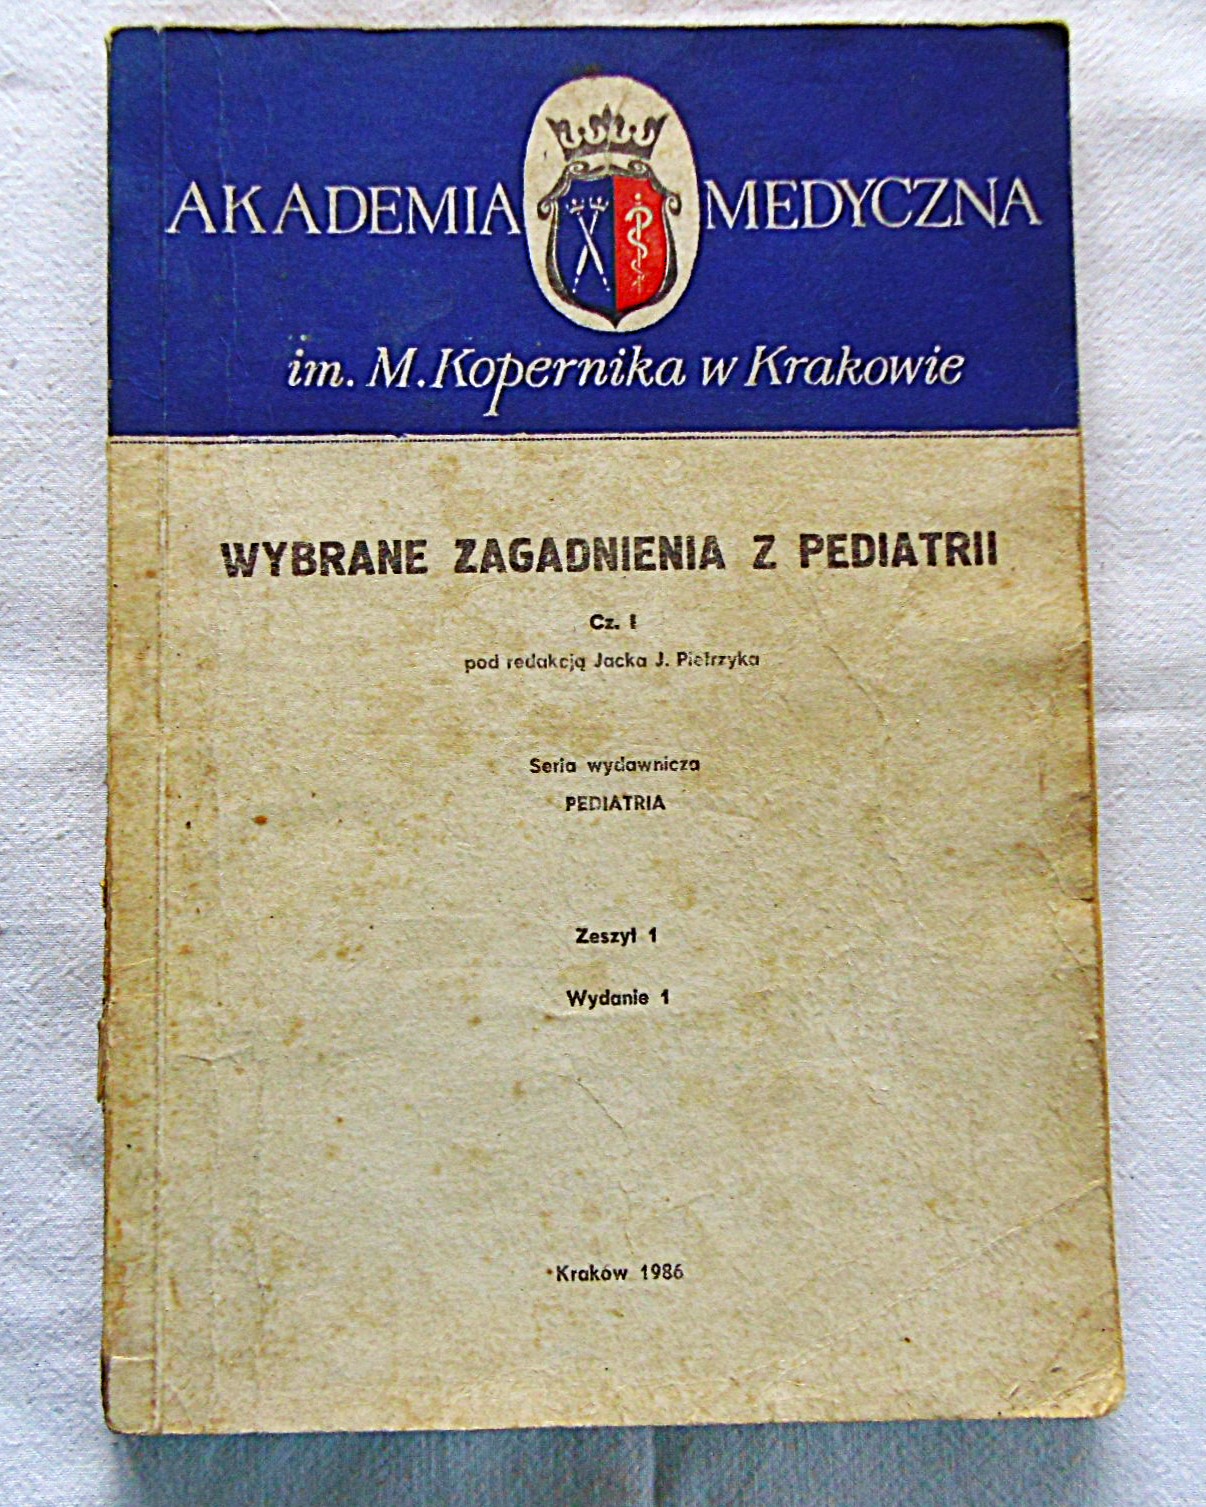 AKADEMIA MEDYCZNA
im. M. Kopernika w Krakowie
WYBRANE ZAGADNIENIA Z PEDIATRII
Cz. I
pod redakcją Jacka J. Pietrzyka
Seria wydawnicza
PEDIATRIA
Zeszyt 1
Wydanie 1
Kraków 1986